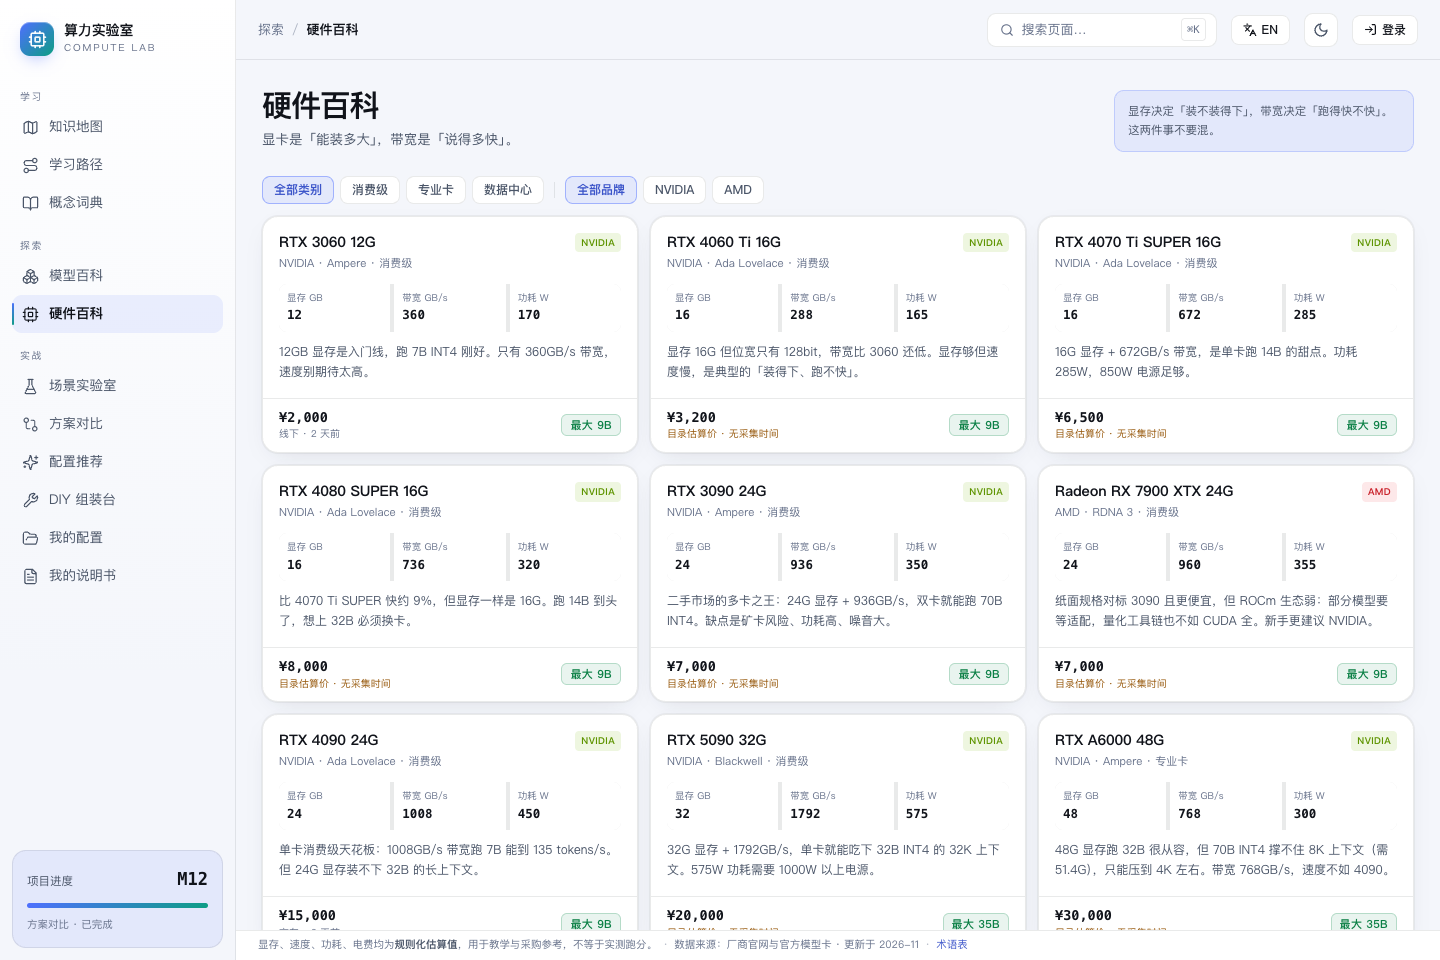 算力实验室
COMPUTE LAB
学习
知识地图
学习路径
概念词典
探索
模型百科
硬件百科
实战
场景实验室
方案对比
配置推荐
DIY 组装台
我的配置
我的说明书
项目进度 M12
方案对比 · 已完成
探索 / 硬件百科
搜索页面... ⌘K
EN
登录
硬件百科
显卡是「能装多大」，带宽是「说得多快」。
显存决定「装不装得下」，带宽决定「跑得快不快」。
这两件事不要混。
全部类别 消费级 专业卡 数据中心 全部品牌 NVIDIA AMD
RTX 3060 12G NVIDIA
NVIDIA · Ampere · 消费级
显存 GB 带宽 GB/s 功耗 W
12 360 170
12GB 显存是入门线，跑 7B INT4 刚好。只有 360GB/s 带宽，
速度别期待太高。
¥2,000
线下 · 2 天前
最大 9B
RTX 4060 Ti 16G NVIDIA
NVIDIA · Ada Lovelace · 消费级
显存 GB 带宽 GB/s 功耗 W
16 288 165
显存 16G 但位宽只有 128bit，带宽比 3060 还低。显存够但速
度慢，是典型的「装得下、跑不快」。
¥3,200
目录估算价 · 无采集时间
最大 9B
RTX 4070 Ti SUPER 16G NVIDIA
NVIDIA · Ada Lovelace · 消费级
显存 GB 带宽 GB/s 功耗 W
16 672 285
16G 显存 + 672GB/s 带宽，是单卡跑 14B 的甜点。功耗
285W，850W 电源足够。
¥6,500
目录估算价 · 无采集时间
最大 9B
RTX 4080 SUPER 16G NVIDIA
NVIDIA · Ada Lovelace · 消费级
显存 GB 带宽 GB/s 功耗 W
16 736 320
比 4070 Ti SUPER 快约 9%，但显存一样是 16G。跑 14B 到头
了，想上 32B 必须换卡。
¥8,000
目录估算价 · 无采集时间
最大 9B
RTX 3090 24G NVIDIA
NVIDIA · Ampere · 消费级
显存 GB 带宽 GB/s 功耗 W
24 936 350
二手市场的多卡之王：24G 显存 + 936GB/s，双卡就能跑 70B
INT4。缺点是矿卡风险、功耗高、噪音大。
¥7,000
目录估算价 · 无采集时间
最大 9B
Radeon RX 7900 XTX 24G AMD
AMD · RDNA 3 · 消费级
显存 GB 带宽 GB/s 功耗 W
24 960 355
纸面规格对标 3090 且更便宜，但 ROCm 生态弱：部分模型要
等适配，量化工具链也不如 CUDA 全。新手更建议 NVIDIA。
¥7,000
目录估算价 · 无采集时间
最大 9B
RTX 4090 24G NVIDIA
NVIDIA · Ada Lovelace · 消费级
显存 GB 带宽 GB/s 功耗 W
24 1008 450
单卡消费级天花板：1008GB/s 带宽跑 7B 能到 135 tokens/s。
但 24G 显存装不下 32B 的长上下文。
¥15,000
最大 9B
RTX 5090 32G NVIDIA
NVIDIA · Blackwell · 消费级
显存 GB 带宽 GB/s 功耗 W
32 1792 575
32G 显存 + 1792GB/s，单卡就能吃下 32B INT4 的 32K 上下
文。575W 功耗需要 1000W 以上电源。
¥20,000
最大 35B
RTX A6000 48G NVIDIA
NVIDIA · Ampere · 专业卡
显存 GB 带宽 GB/s 功耗 W
48 768 300
48G 显存跑 32B 很从容，但 70B INT4 撑不住 8K 上下文（需
51.4G），只能压到 4K 左右。带宽 768GB/s，速度不如 4090。
¥30,000
最大 35B
显存、速度、功耗、电费均为规则化估算值，用于教学与采购参考，不等于实测跑分。 · 数据来源：厂商官网与官方模型卡 · 更新于 2026-11 · 术语表